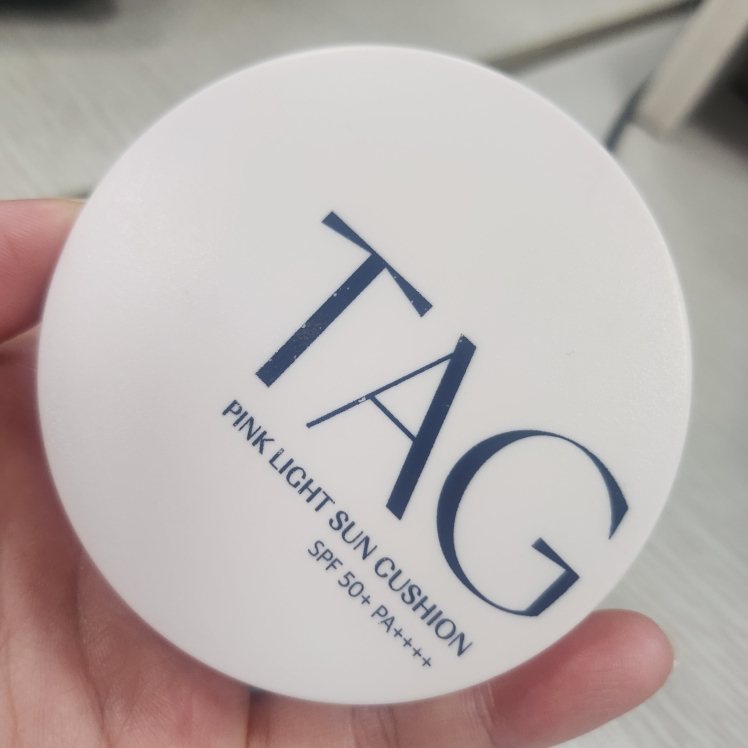 TAG
PINK LIGHT SUN CUSHION
SPF 50+ PA++++